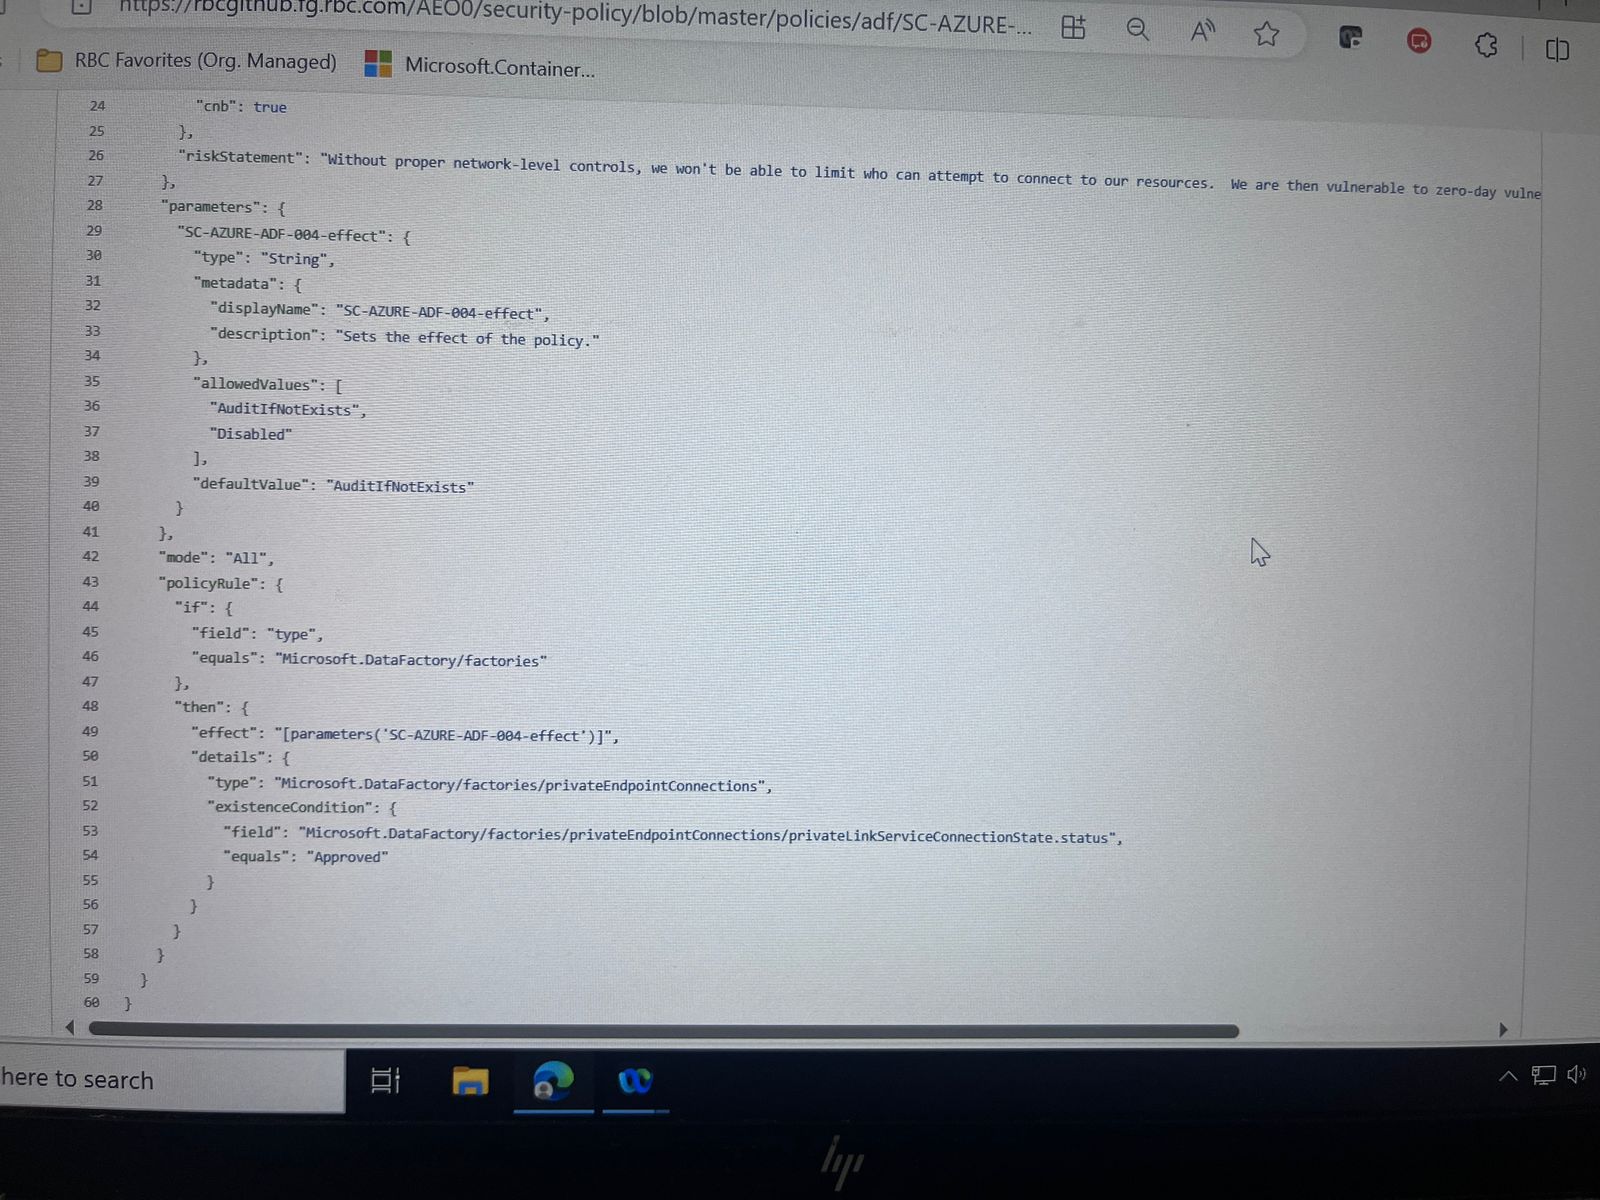 https://rbcgithub.fg.rbc.com/AEO0/security-policy/blob/master/policies/adf/SC-AZURE-...
RBC Favorites (Org. Managed) Microsoft.Container...
24 "cnb": true
25 },
26 "riskStatement": "Without proper network-level controls, we won't be able to limit who can attempt to connect to our resources.  We are then vulnerable to zero-day vulne
27 },
28 "parameters": {
29 "SC-AZURE-ADF-004-effect": {
30 "type": "String",
31 "metadata": {
32 "displayName": "SC-AZURE-ADF-004-effect",
33 "description": "Sets the effect of the policy."
34 },
35 "allowedValues": [
36 "AuditIfNotExists",
37 "Disabled"
38 ],
39 "defaultValue": "AuditIfNotExists"
40 }
41 },
42 "mode": "All",
43 "policyRule": {
44 "if": {
45 "field": "type",
46 "equals": "Microsoft.DataFactory/factories"
47 },
48 "then": {
49 "effect": "[parameters('SC-AZURE-ADF-004-effect')]",
50 "details": {
51 "type": "Microsoft.DataFactory/factories/privateEndpointConnections",
52 "existenceCondition": {
53 "field": "Microsoft.DataFactory/factories/privateEndpointConnections/privateLinkServiceConnectionState.status",
54 "equals": "Approved"
55 }
56 }
57 }
58 }
59 }
60 }
here to search
hp